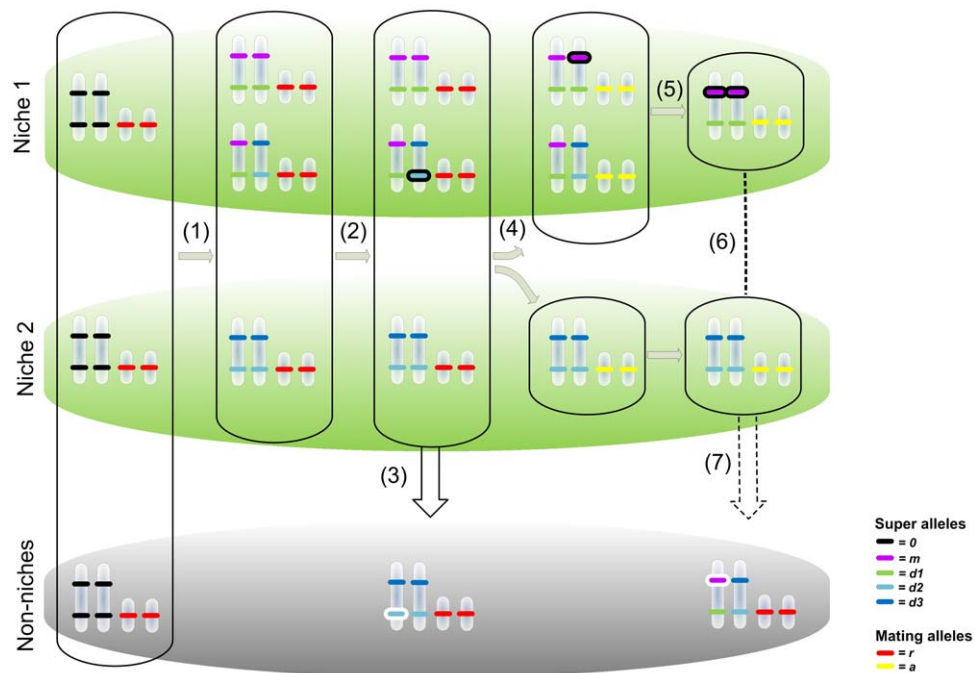 Niche 1
Niche 2
Non-niches
(1)
(2)
(3)
(4)
(5)
(6)
(7)
Super alleles
= 0
= m
= d1
= d2
= d3
Mating alleles
= r
= a